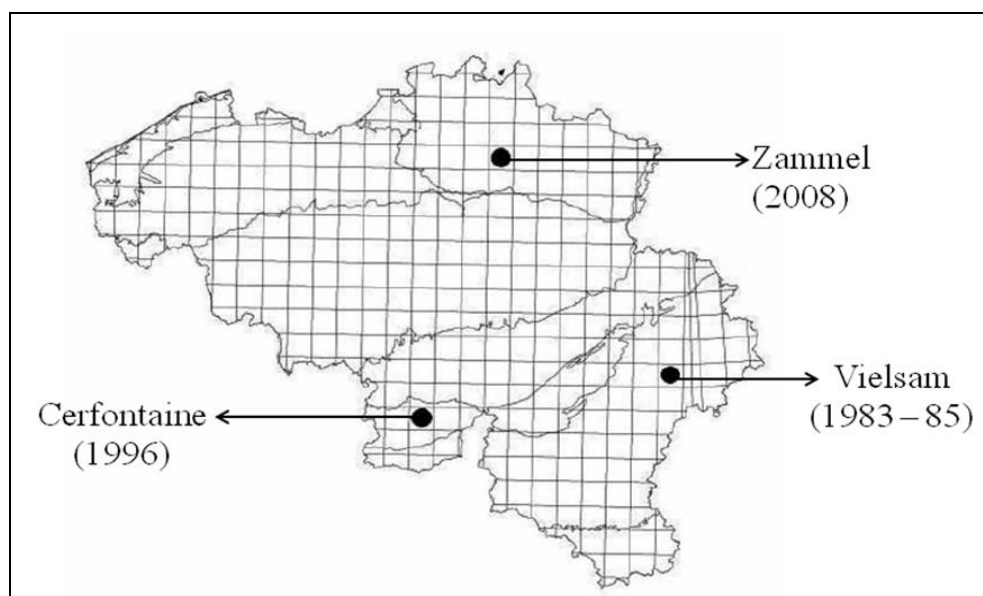 Zammel
(2008)
Vielsam
(1983 – 85)
Cerfontaine
(1996)